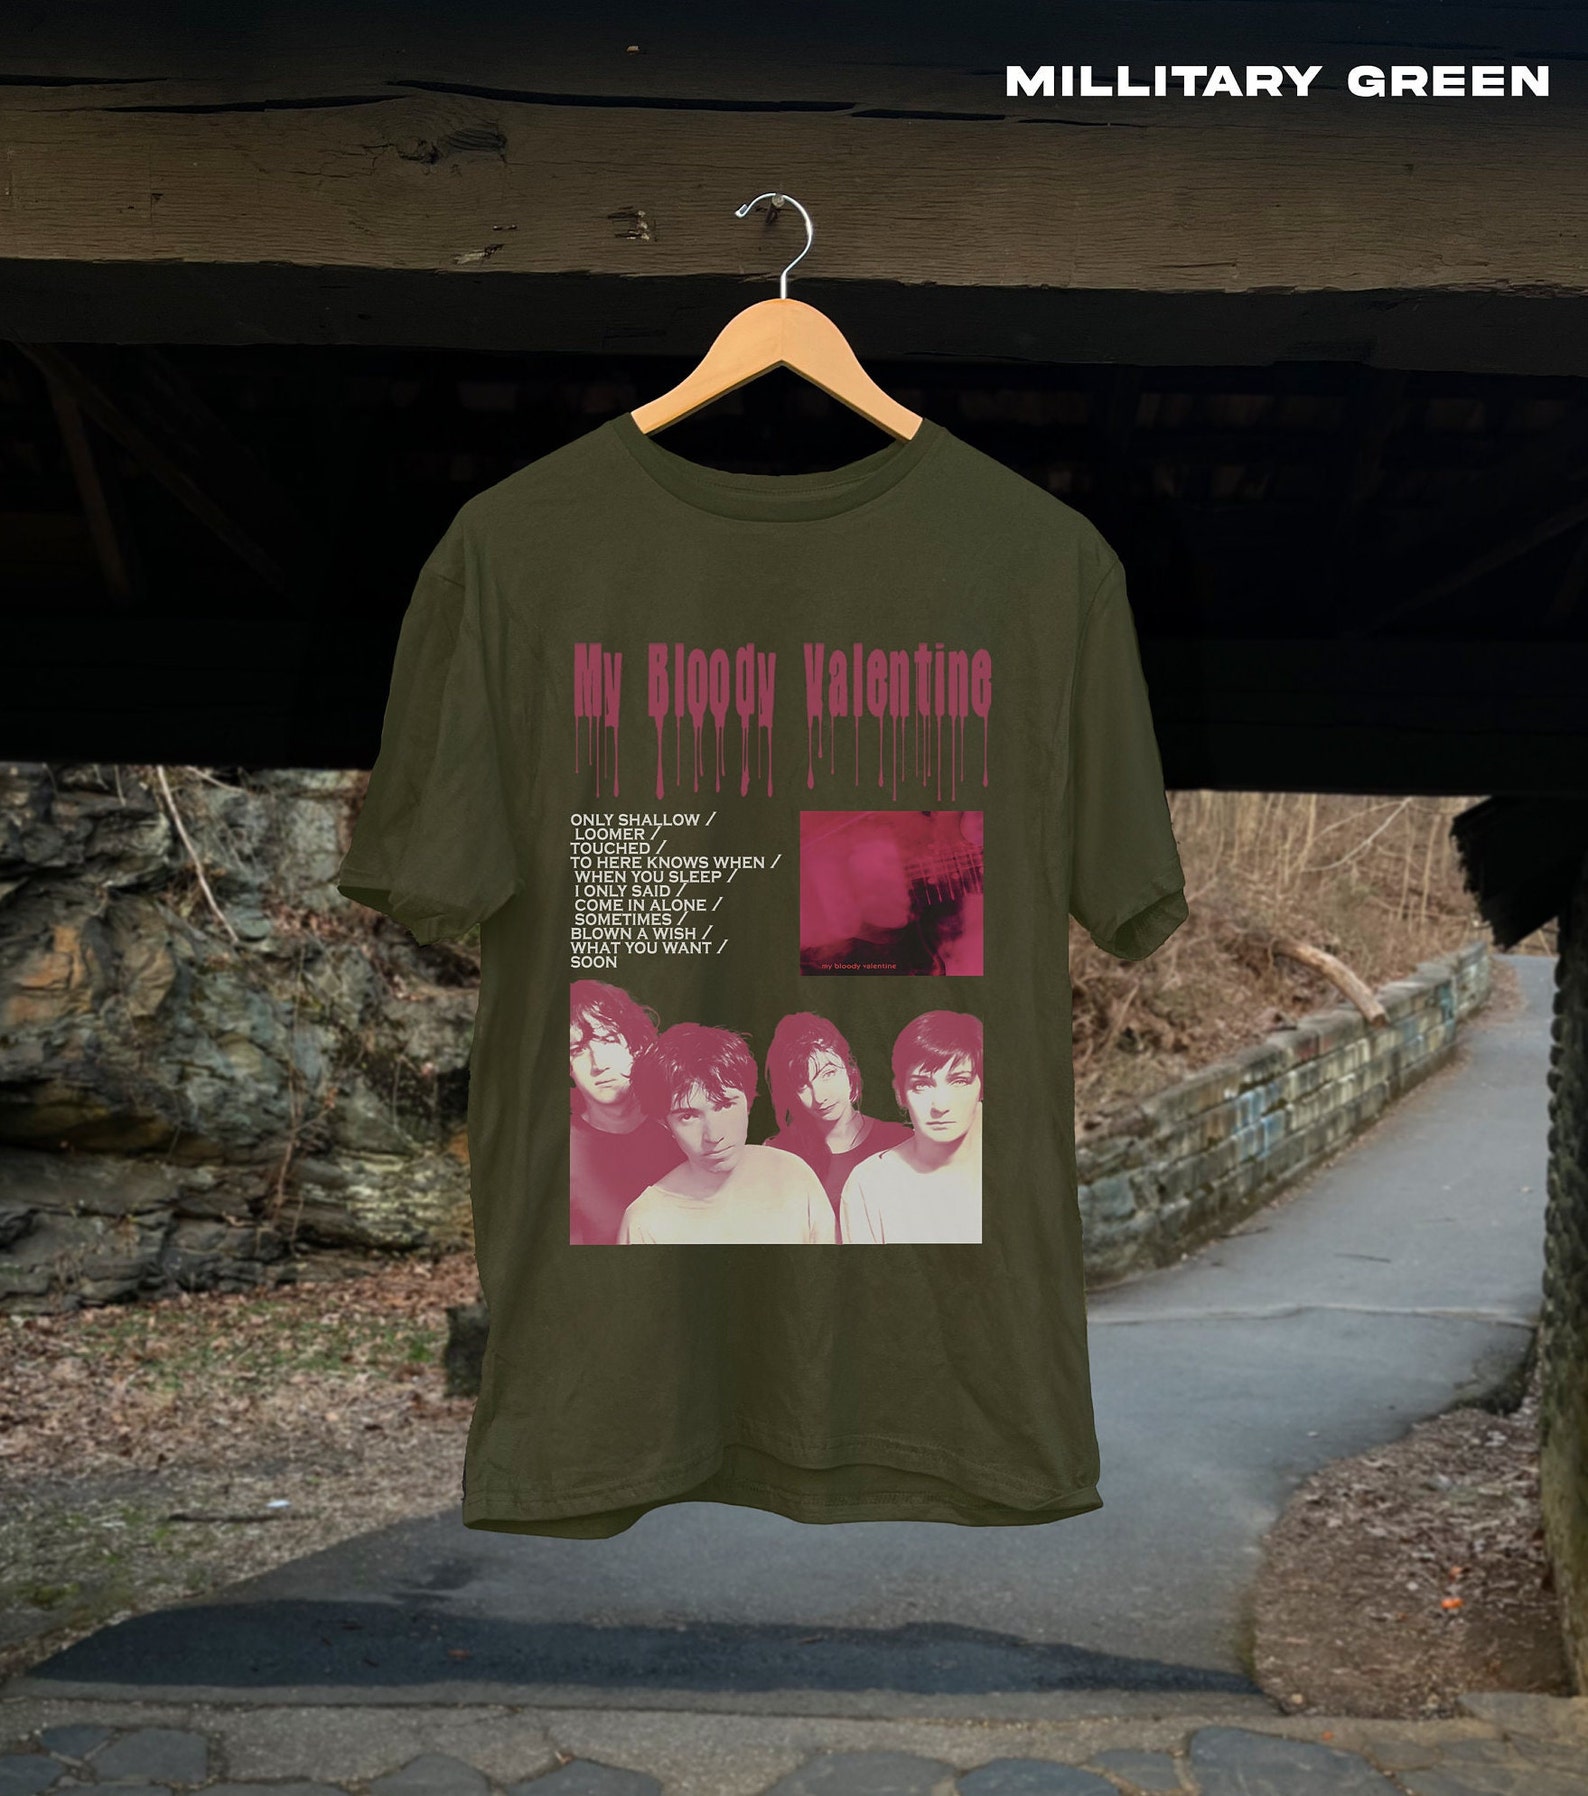 MILLITARY GREEN
My Bloody Valentine
ONLY SHALLOW /
LOOMER /
TOUCHED /
TO HERE KNOWS WHEN /
WHEN YOU SLEEP /
I ONLY SAID /
COME IN ALONE /
SOMETIMES /
BLOWN A WISH /
WHAT YOU WANT /
SOON
my bloody valentine